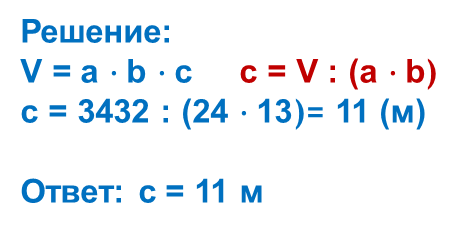 Решение:
V = a · b · c c = V : (a · b)
c = 3432 : (24 · 13)= 11 (м)
Ответ: c = 11 м